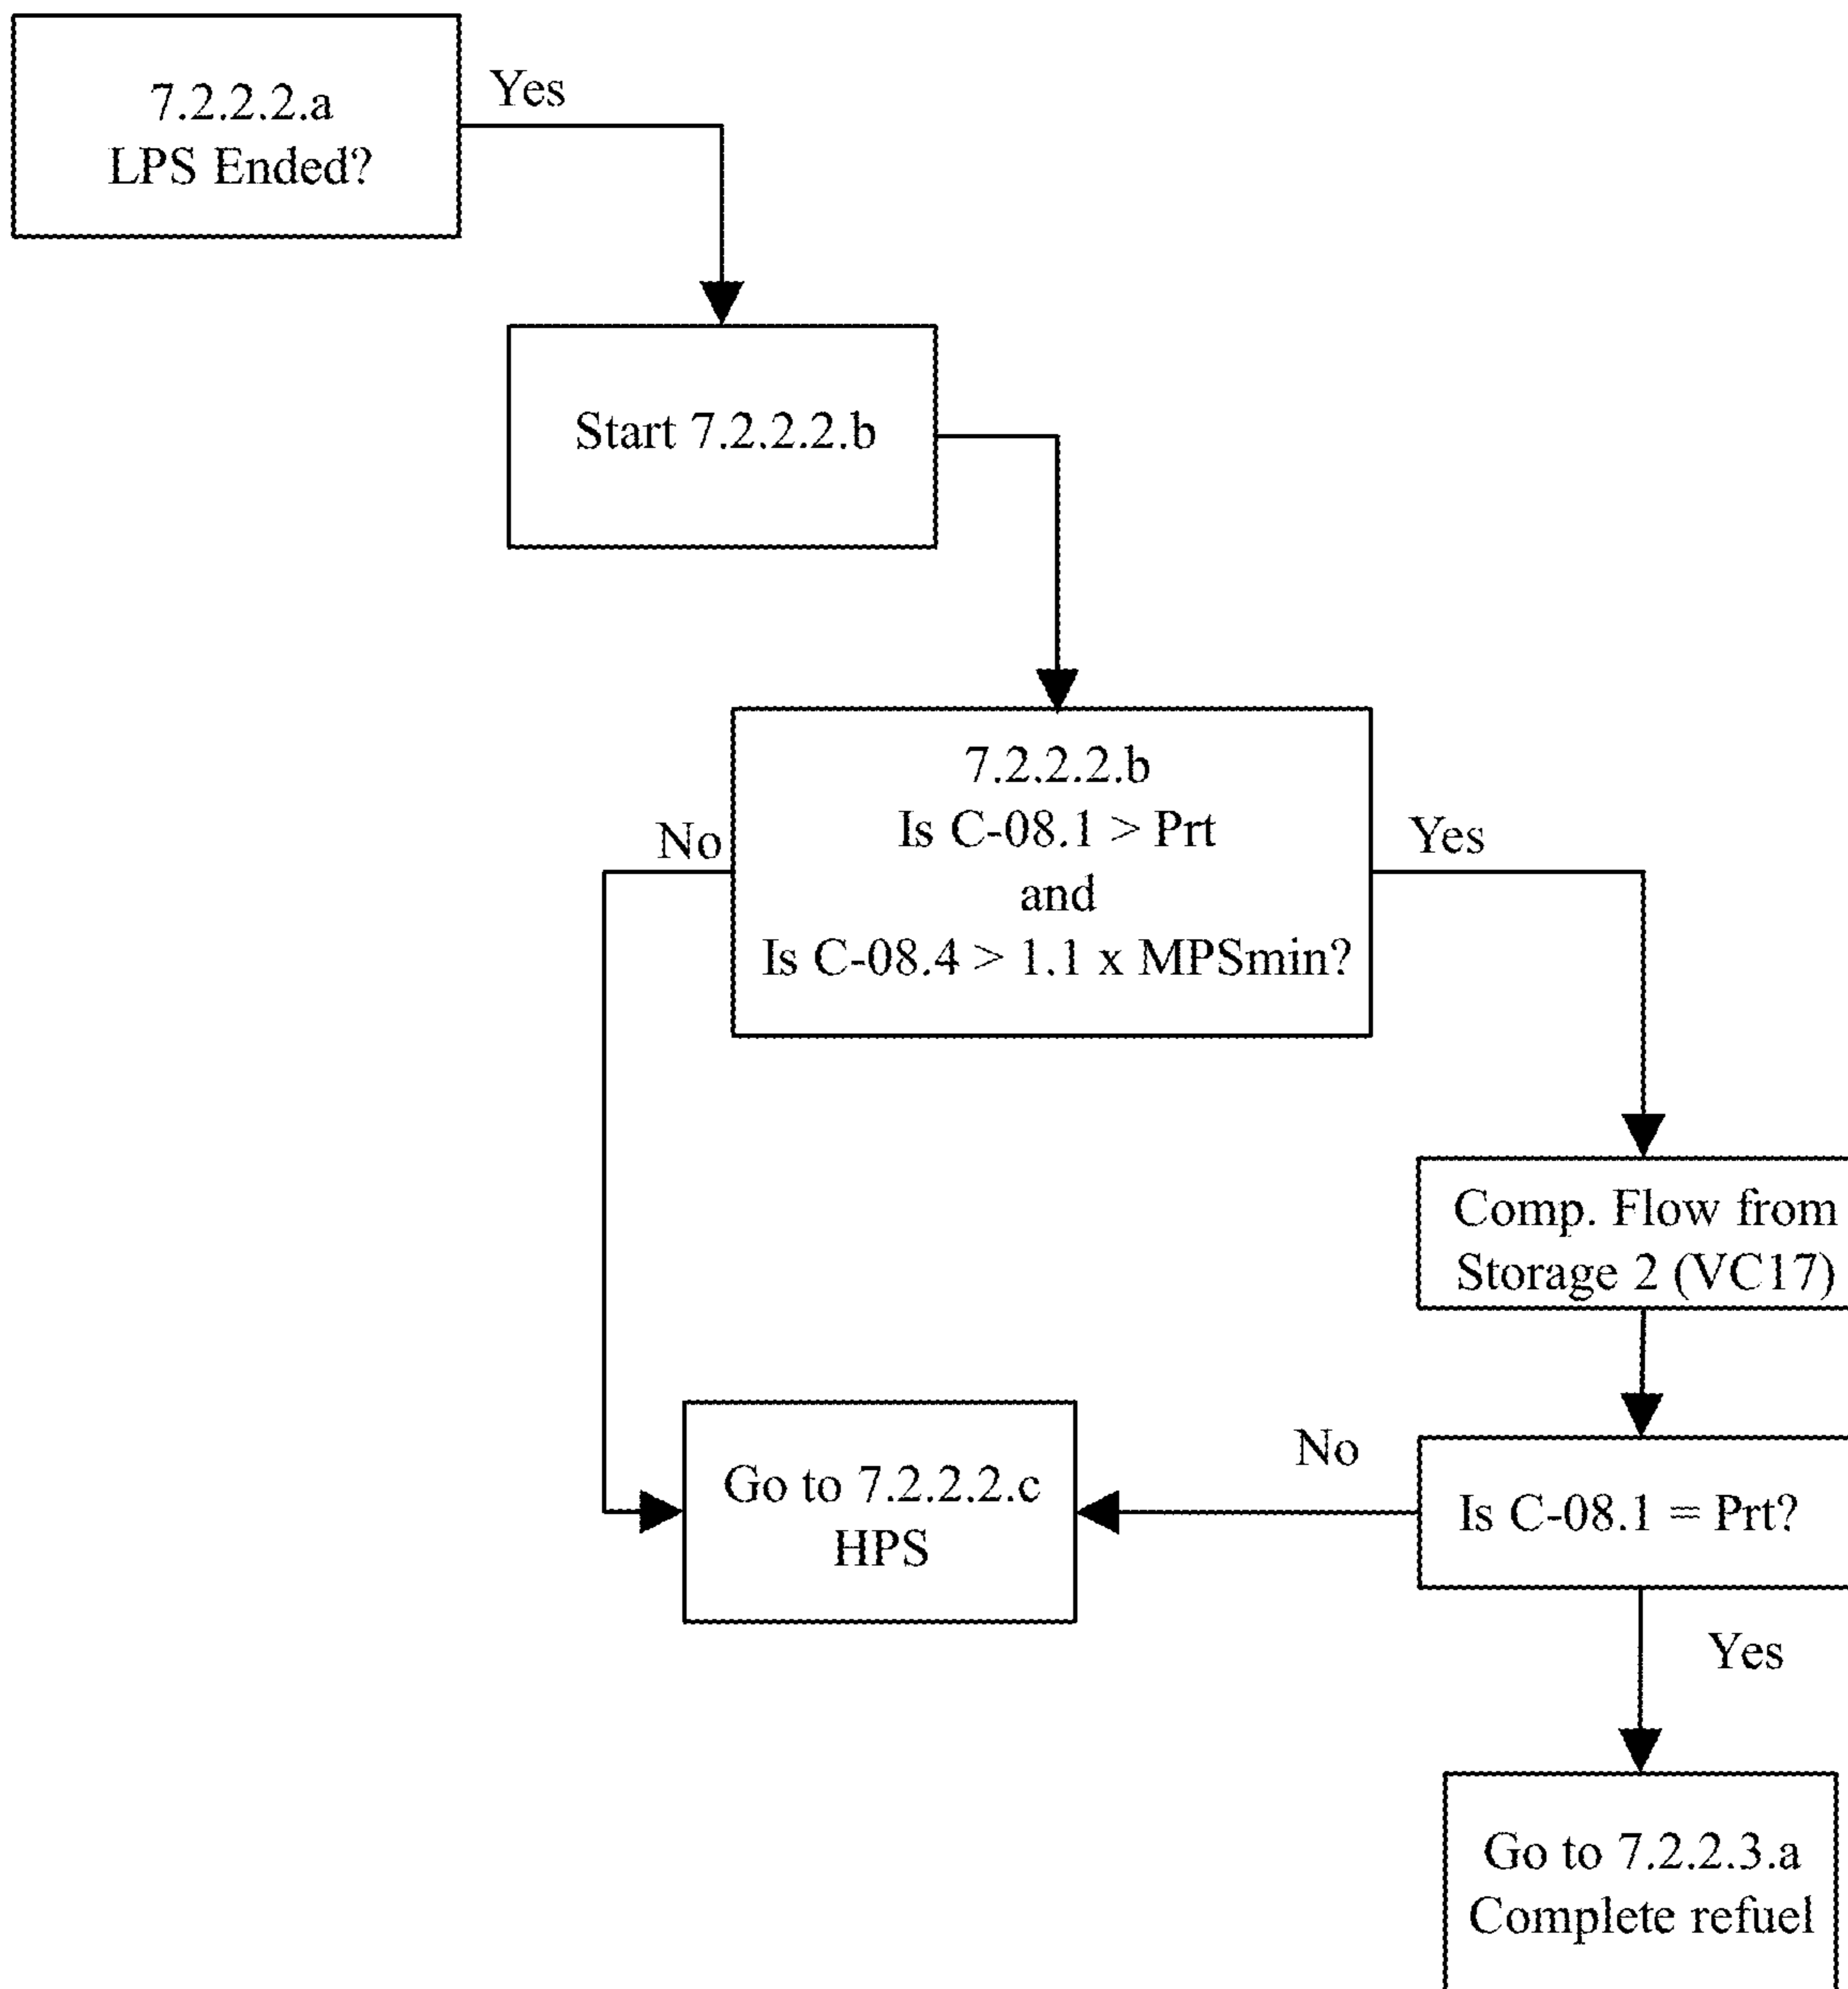 7.2.2.2.a
LPS Ended?
Yes
Start 7.2.2.2.b
7.2.2.2.b
Is C-08.1 > Prt
and
Is C-08.4 > 1.1 x MPSmin?
No
Yes
Comp. Flow from
Storage 2 (VC17)
Go to 7.2.2.2.c
HPS
No
Is C-08.1 = Prt?
Yes
Go to 7.2.2.3.a
Complete refuel